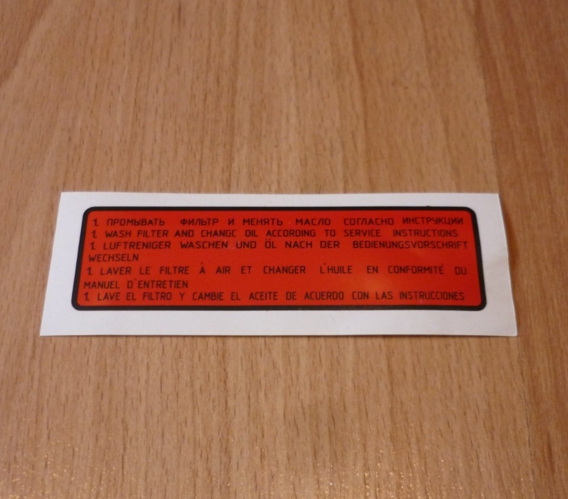 1. ПРОМЫВАТЬ ФИЛЬТР И МЕНЯТЬ МАСЛО СОГЛАСНО ИНСТРУКЦИИ
1. WASH FILTER AND CHANGC OIL ACCORDING TO SERVICE INSTRUCTIONS
1. LUFTRENIGER WASCHEN UND ÖL NACH DER BEDIENUNGSVORSCHRIFT
WECHSELN
1. LAVER LE FILTRE À AIR ET CHANGER L'HUILE EN CONFORMITÉ DU
MANUEL D'ENTRETIEN
1. LAVE EL FILTRO Y CAMBIE EL ACEITE DE ACUERDO CON LAS INSTRUCCIONES